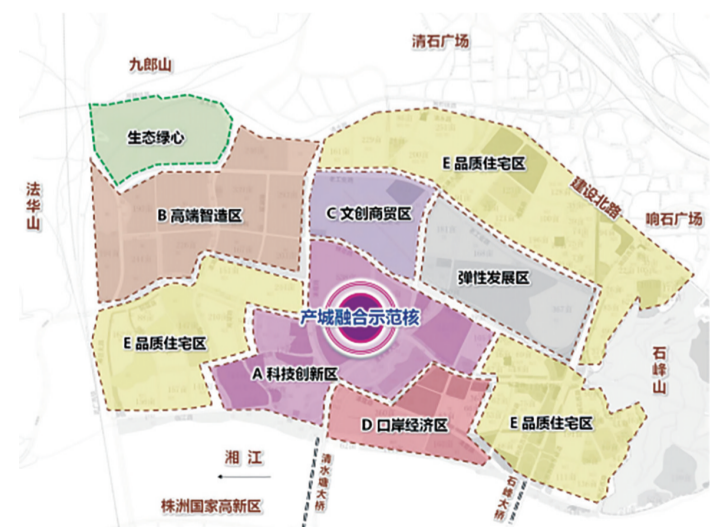 清石广场
九郎山
生态绿心
E 品质住宅区
建设北路
法华山
B 高端智造区
C 文创商贸区
响石广场
弹性发展区
产城融合示范核
E 品质住宅区
石峰山
A 科技创新区
D 口岸经济区
E 品质住宅区
湘江
清水塘大桥
石峰大桥
株洲国家高新区